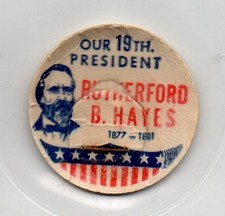 OUR 19TH.
PRESIDENT
RUTHERFORD
B. HAYES
1877 - 1881